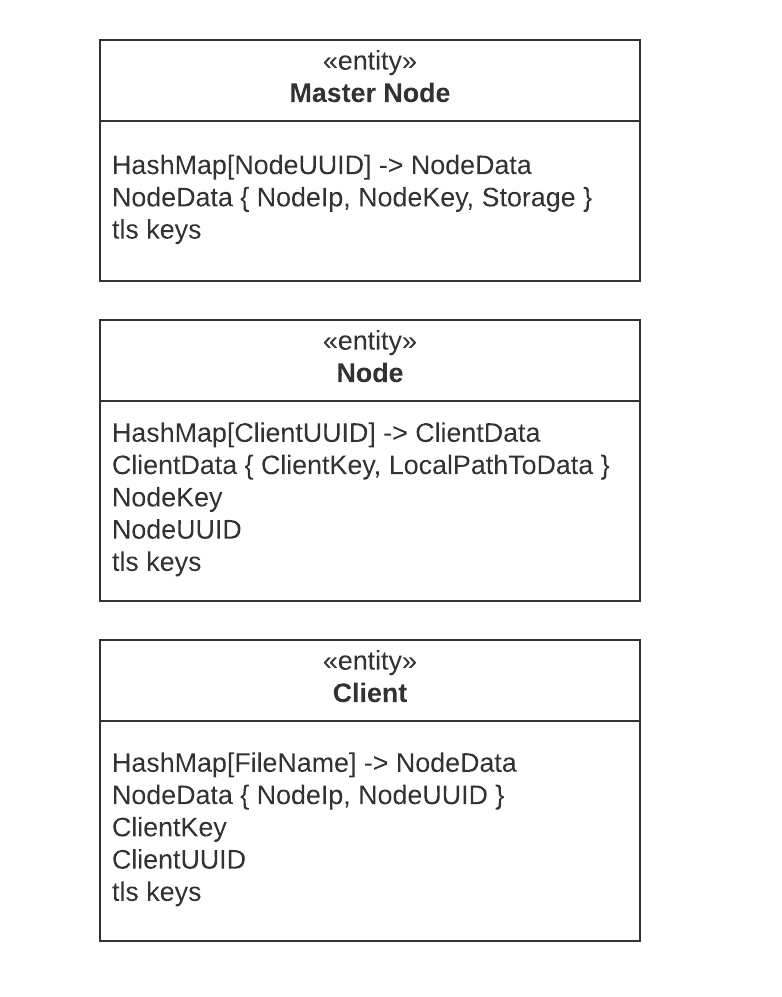 «entity»
Master Node
HashMap[NodeUUID] -> NodeData
NodeData { NodeIp, NodeKey, Storage }
tls keys
«entity»
Node
HashMap[ClientUUID] -> ClientData
ClientData { ClientKey, LocalPathToData }
NodeKey
NodeUUID
tls keys
«entity»
Client
HashMap[FileName] -> NodeData
NodeData { NodeIp, NodeUUID }
ClientKey
ClientUUID
tls keys